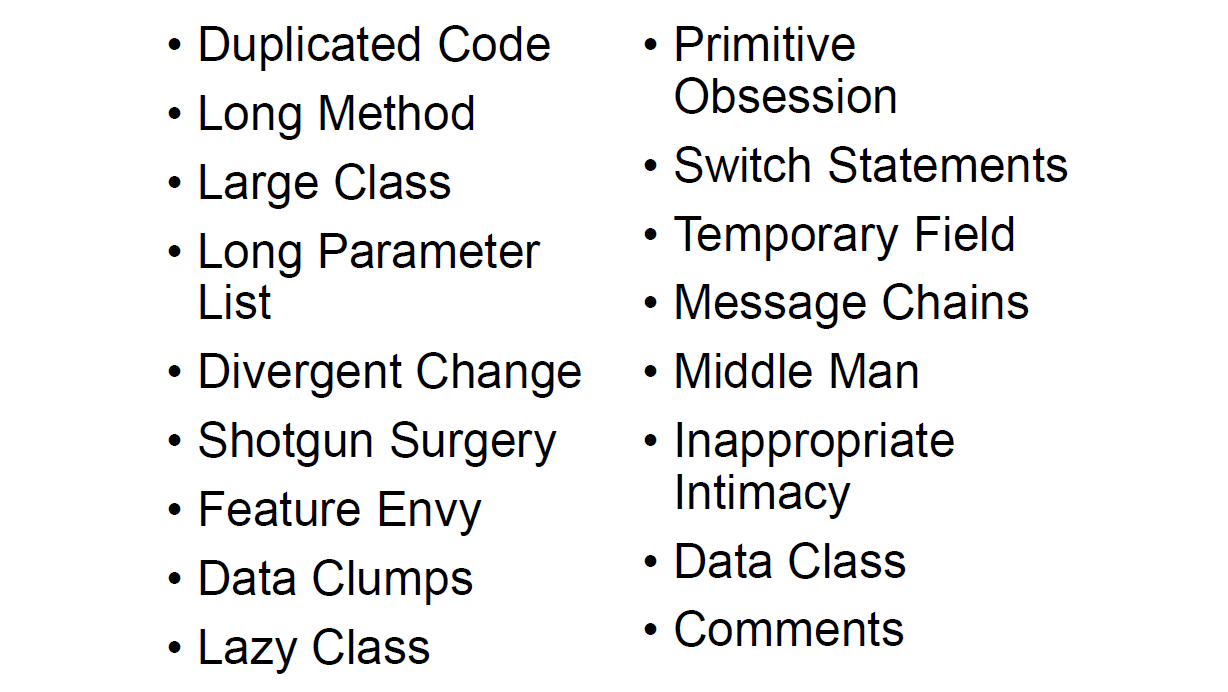 • Duplicated Code
• Long Method
• Large Class
• Long Parameter
List
• Divergent Change
• Shotgun Surgery
• Feature Envy
• Data Clumps
• Lazy Class
• Primitive
Obsession
• Switch Statements
• Temporary Field
• Message Chains
• Middle Man
• Inappropriate
Intimacy
• Data Class
• Comments